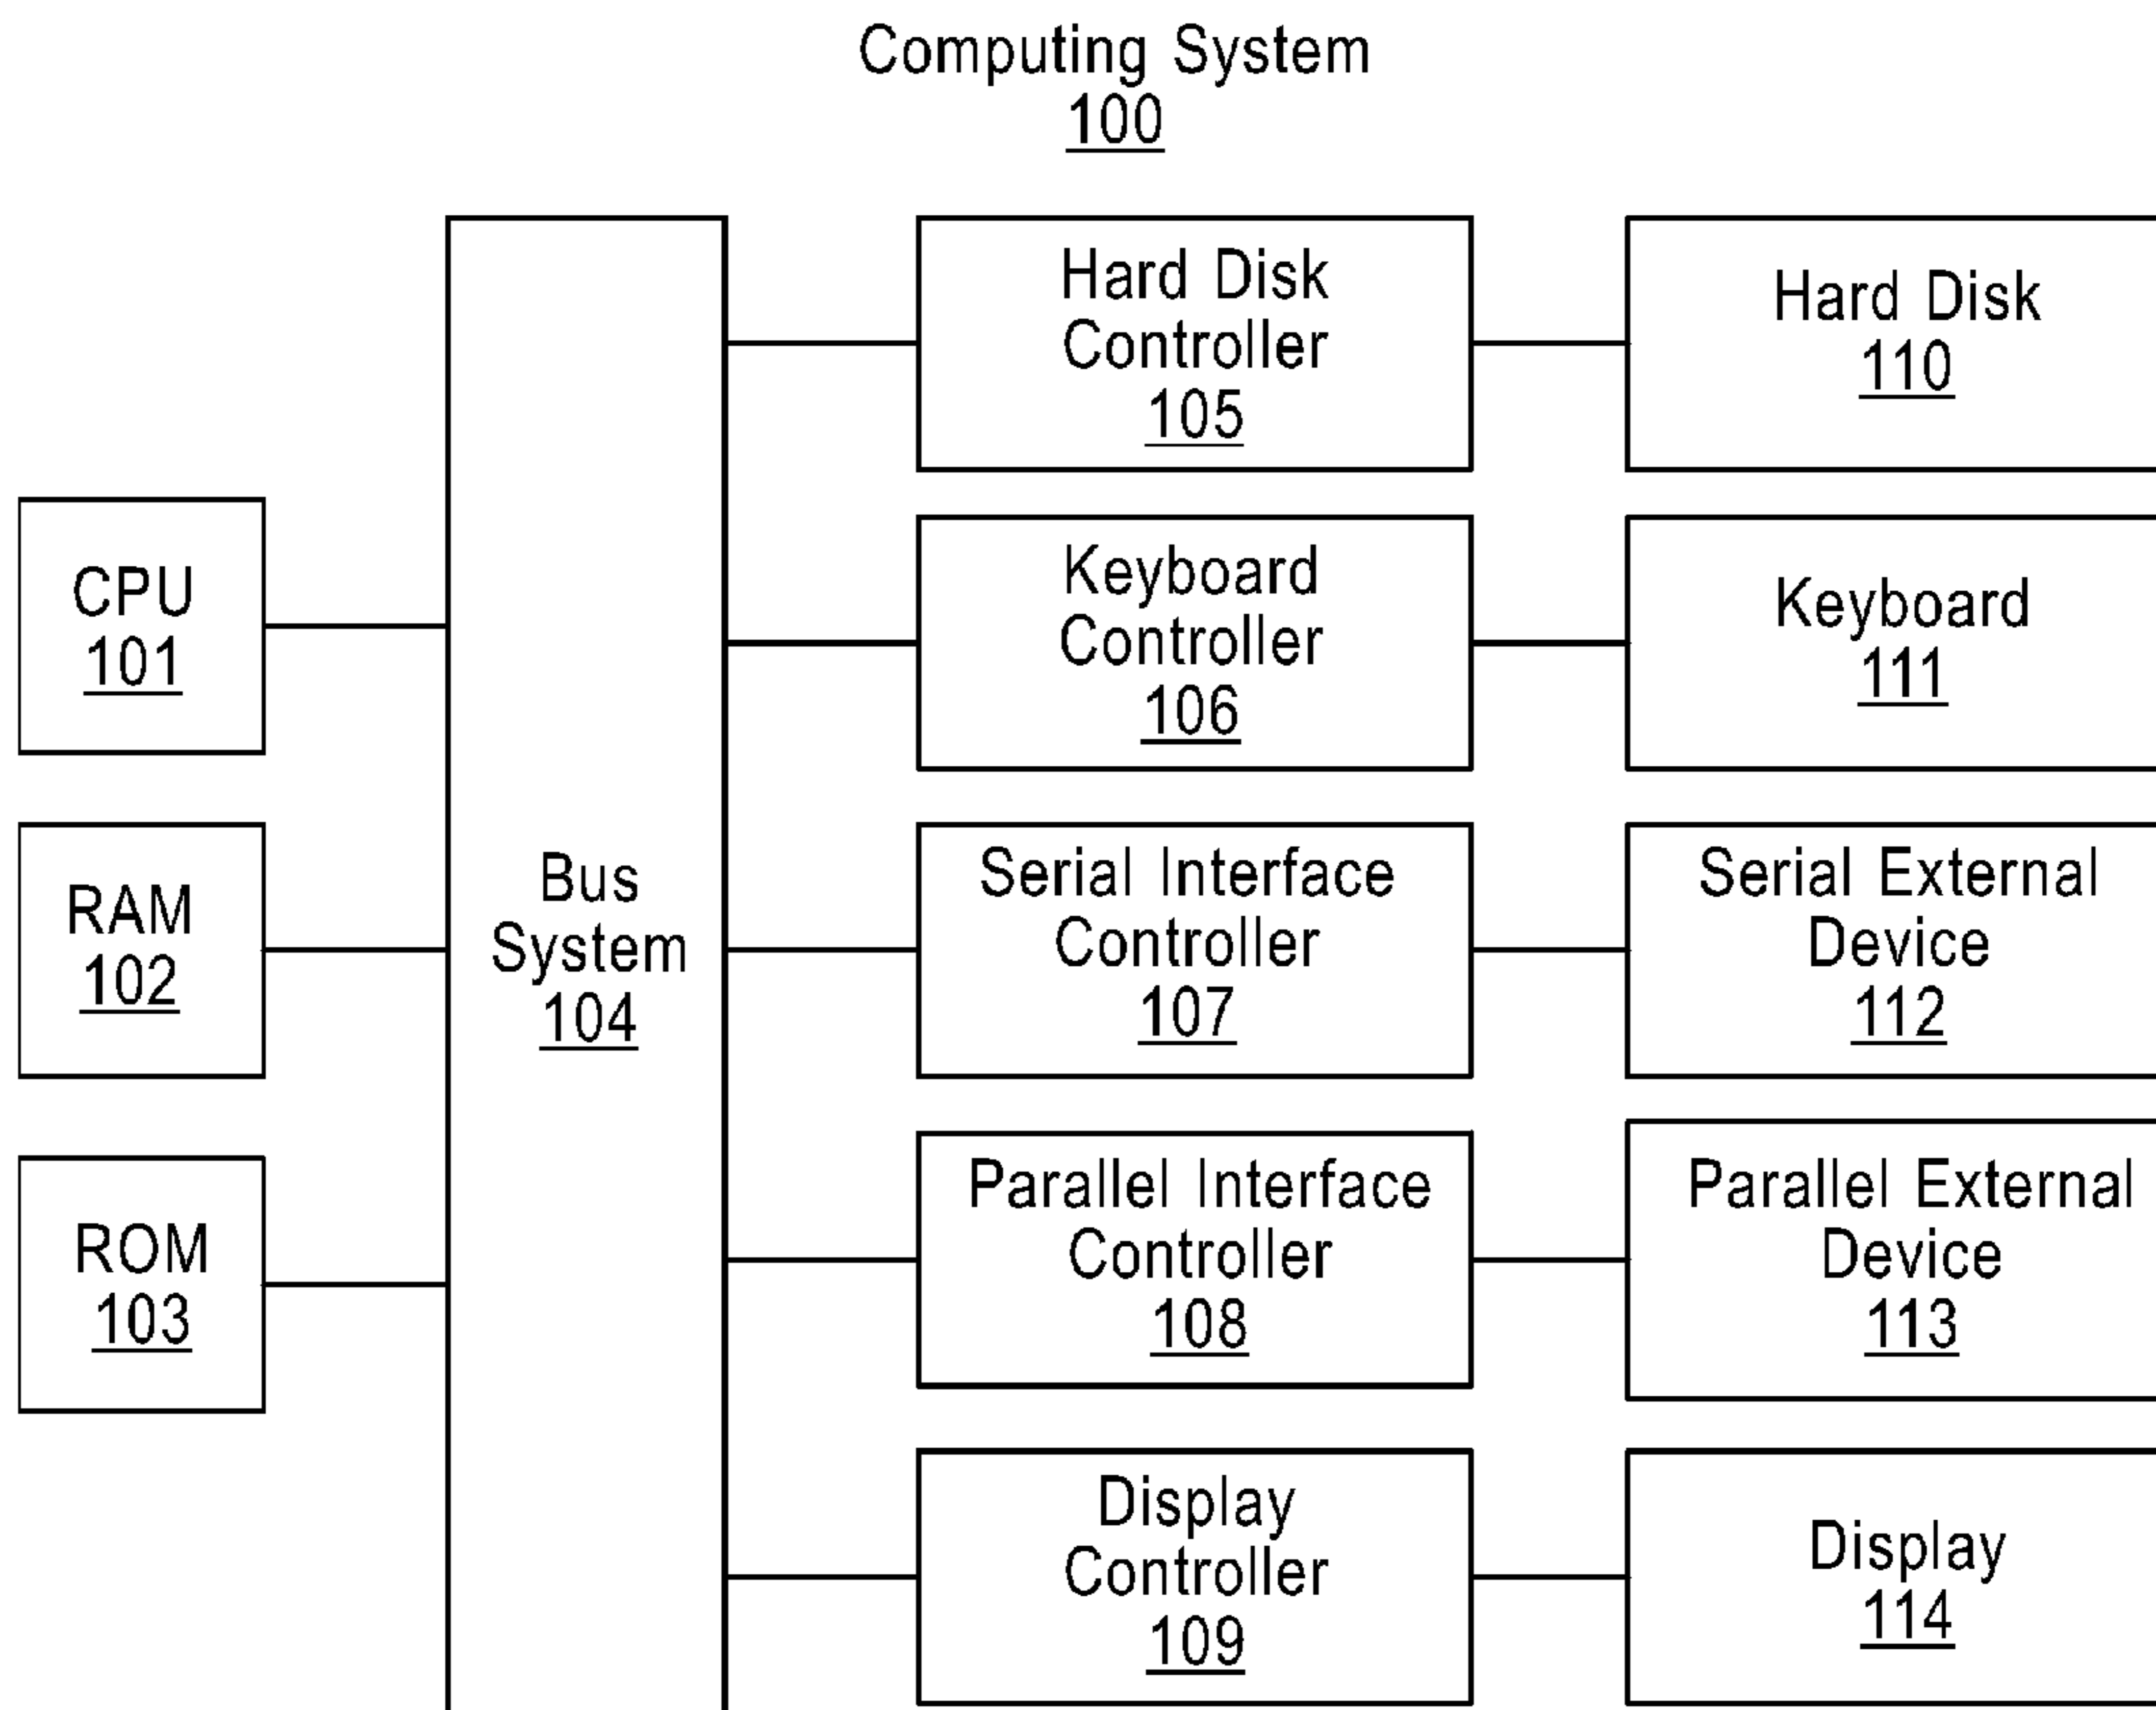 Computing System
100
Hard Disk
Controller
105
Hard Disk
110
CPU
101
Keyboard
Controller
106
Keyboard
111
RAM
102
Bus
System
104
Serial Interface
Controller
107
Serial External
Device
112
ROM
103
Parallel Interface
Controller
108
Parallel External
Device
113
Display
Controller
109
Display
114